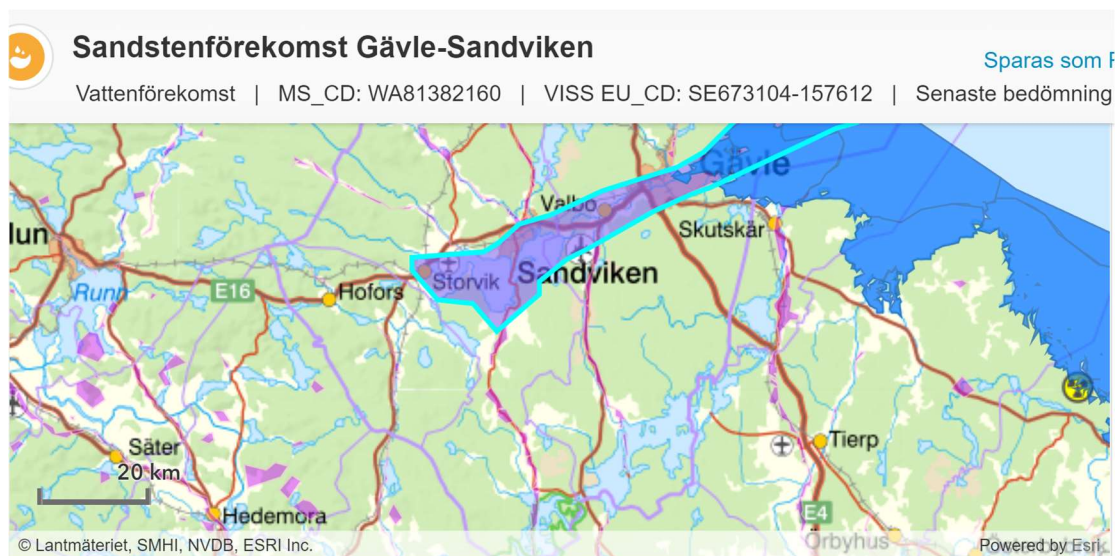 Sandstenförekomst Gävle-Sandviken
Sparas som
Vattenförekomst | MS_CD: WA81382160 | VISS EU_CD: SE673104-157612 | Senaste bedömning
Gävle
Valbo
lun
Skutskär
Storvik
Sandviken
Runn
E16
Hofors
Säter
20 km
Tierp
Hedemora
E4
Örbyhus
© Lantmäteriet, SMHI, NVDB, ESRI Inc.
Powered by Esri